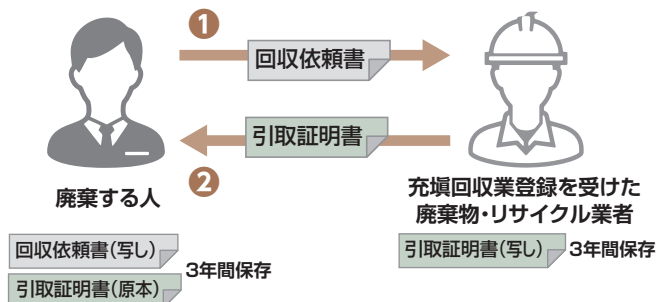 ❶
回収依頼書
引取証明書
❷
廃棄する人
充塡回収業登録を受けた
廃棄物・リサイクル業者
回収依頼書(写し)
引取証明書(原本)
3年間保存
引取証明書(写し)
3年間保存